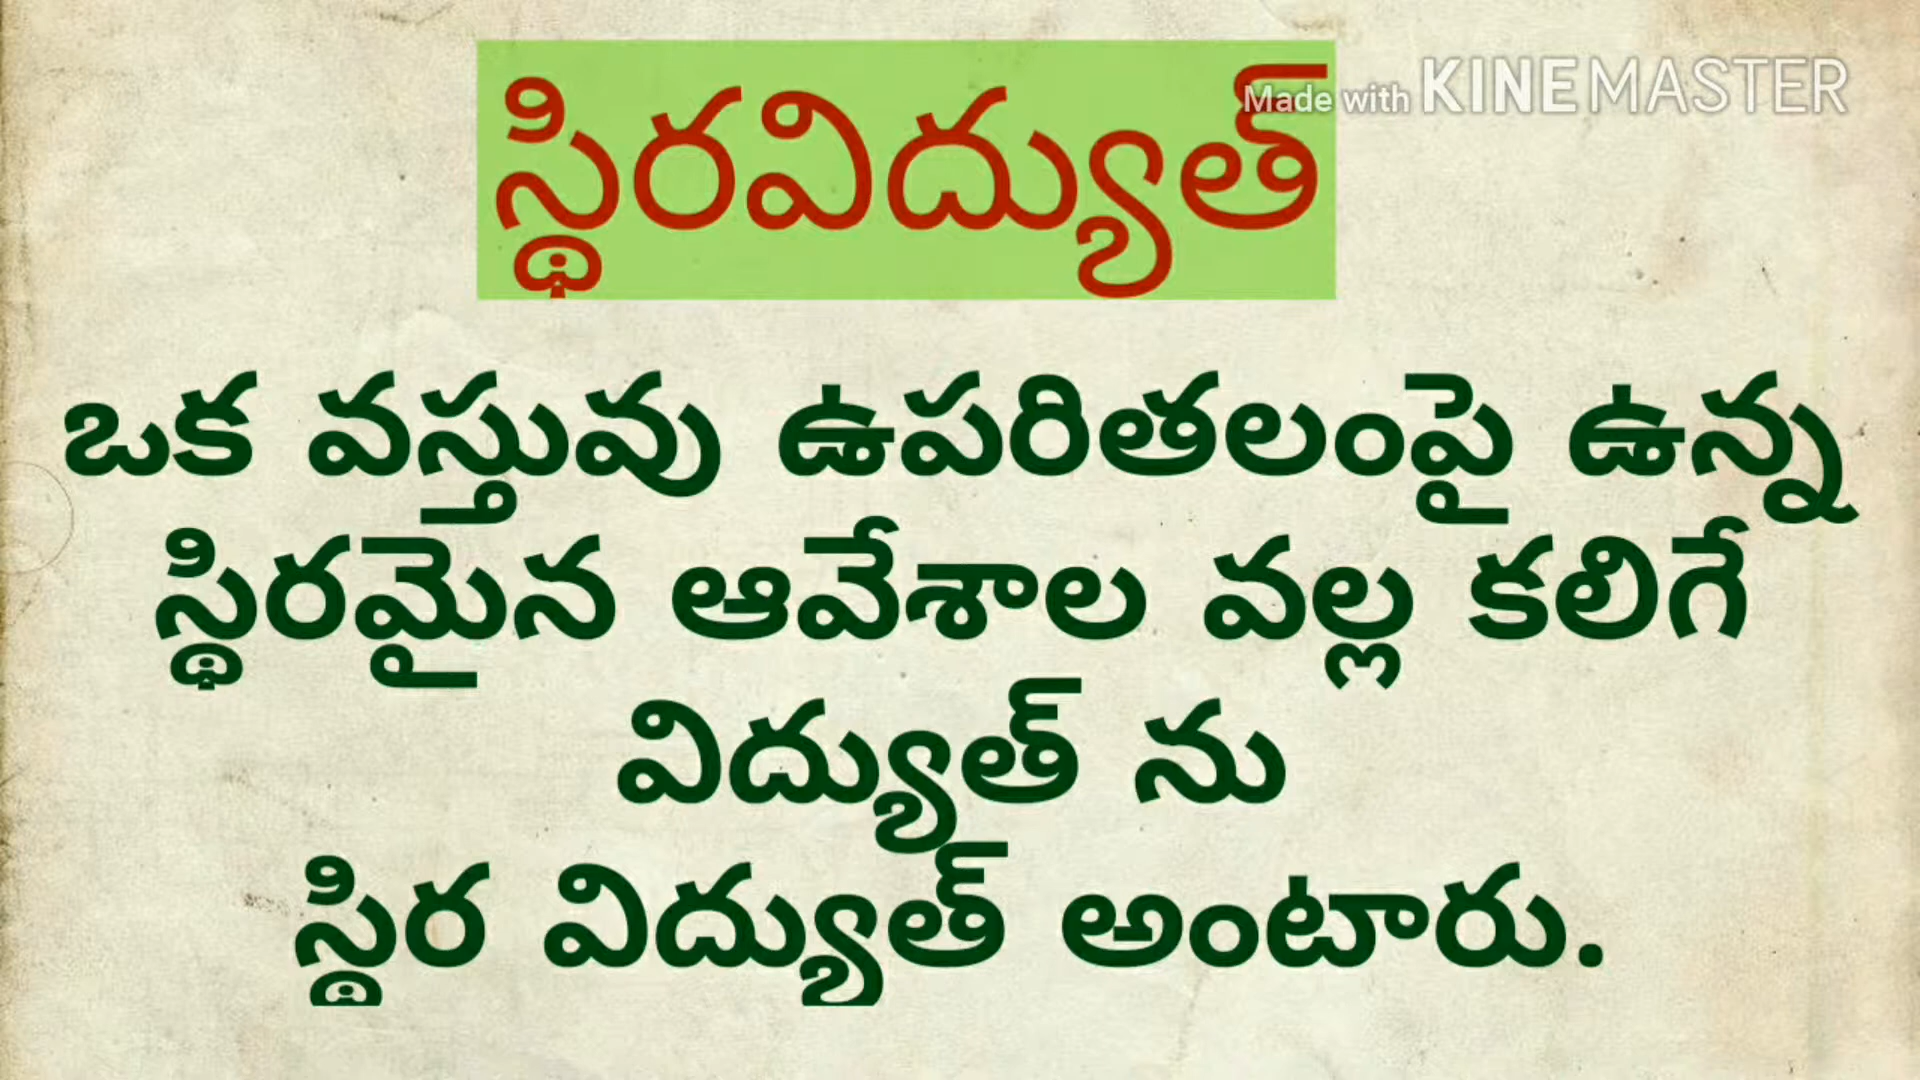 స్థిరవిద్యుత్
Made with KINEMASTER
ఒక వస్తువు ఉపరితలంపై ఉన్న
స్థిరమైన ఆవేశాల వల్ల కలిగే
విద్యుత్ ను
స్థిర విద్యుత్ అంటారు.